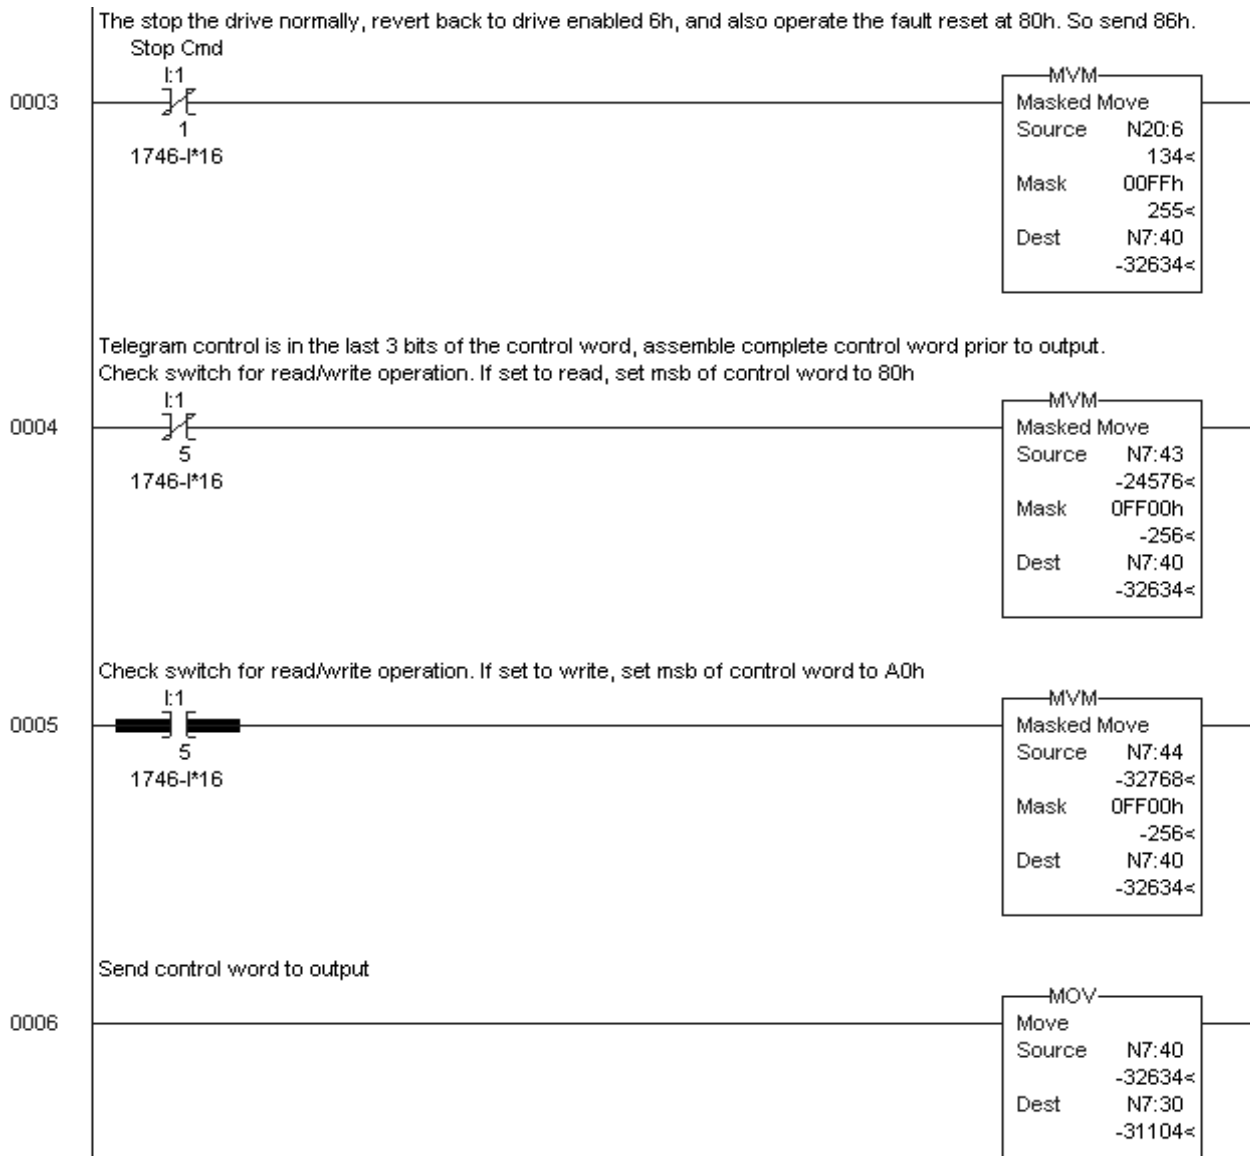 The stop the drive normally, revert back to drive enabled 6h, and also operate the fault reset at 80h. So send 86h.
Stop Cmd
I:1
MVM
0003
Masked Move
1
Source N20:6
1746-I*16
134<
Mask 00FFh
255<
Dest N7:40
-32634<
Telegram control is in the last 3 bits of the control word, assemble complete control word prior to output.
Check switch for read/write operation. If set to read, set msb of control word to 80h
I:1
MVM
0004
Masked Move
5
Source N7:43
1746-I*16
-24576<
Mask 0FF00h
-256<
Dest N7:40
-32634<
Check switch for read/write operation. If set to write, set msb of control word to A0h
I:1
MVM
0005
Masked Move
5
Source N7:44
1746-I*16
-32768<
Mask 0FF00h
-256<
Dest N7:40
-32634<
Send control word to output
MOV
0006
Move
Source N7:40
-32634<
Dest N7:30
-31104<